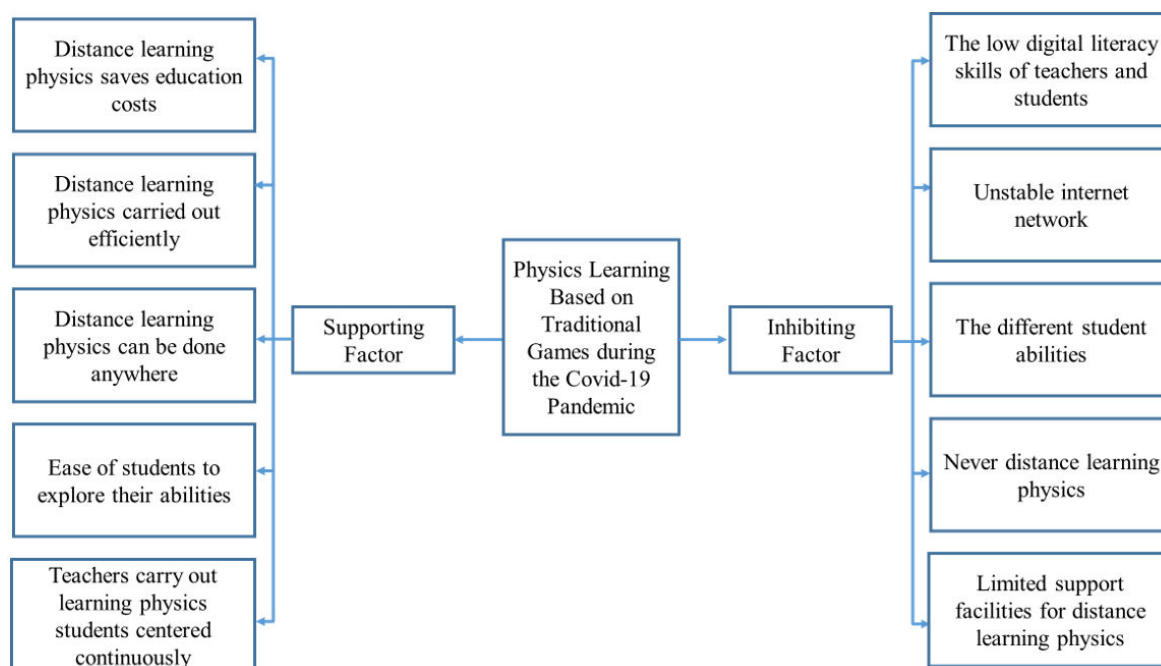 Distance learning
physics saves education
costs
Distance learning
physics carried out
efficiently
Distance learning
physics can be done
anywhere
Ease of students to
explore their abilities
Teachers carry out
learning physics
students centered
continuously
Supporting
Factor
Physics Learning
Based on
Traditional
Games during
the Covid-19
Pandemic
Inhibiting
Factor
The low digital literacy
skills of teachers and
students
Unstable internet
network
The different student
abilities
Never distance learning
physics
Limited support
facilities for distance
learning physics